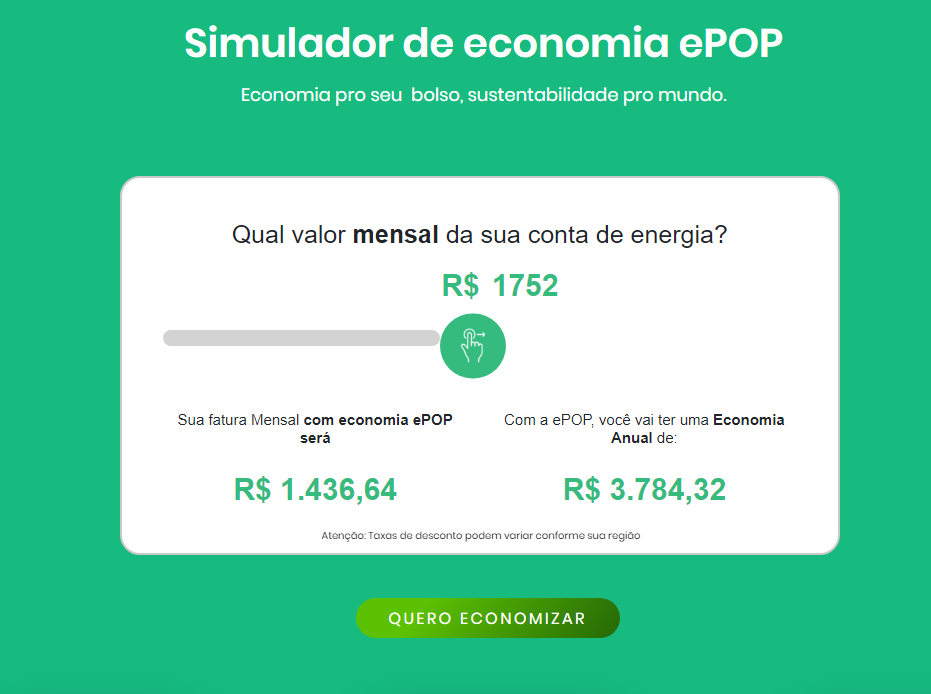 Simulador de economia ePOP
Economia pro seu bolso, sustentabilidade pro mundo.
Qual valor mensal da sua conta de energia?
R$ 1752
Sua fatura Mensal com economia ePOP
será
R$ 1.436,64
Com a ePOP, você vai ter uma Economia
Anual de:
R$ 3.784,32
Atenção: Taxas de desconto podem variar conforme sua região
QUERO ECONOMIZAR